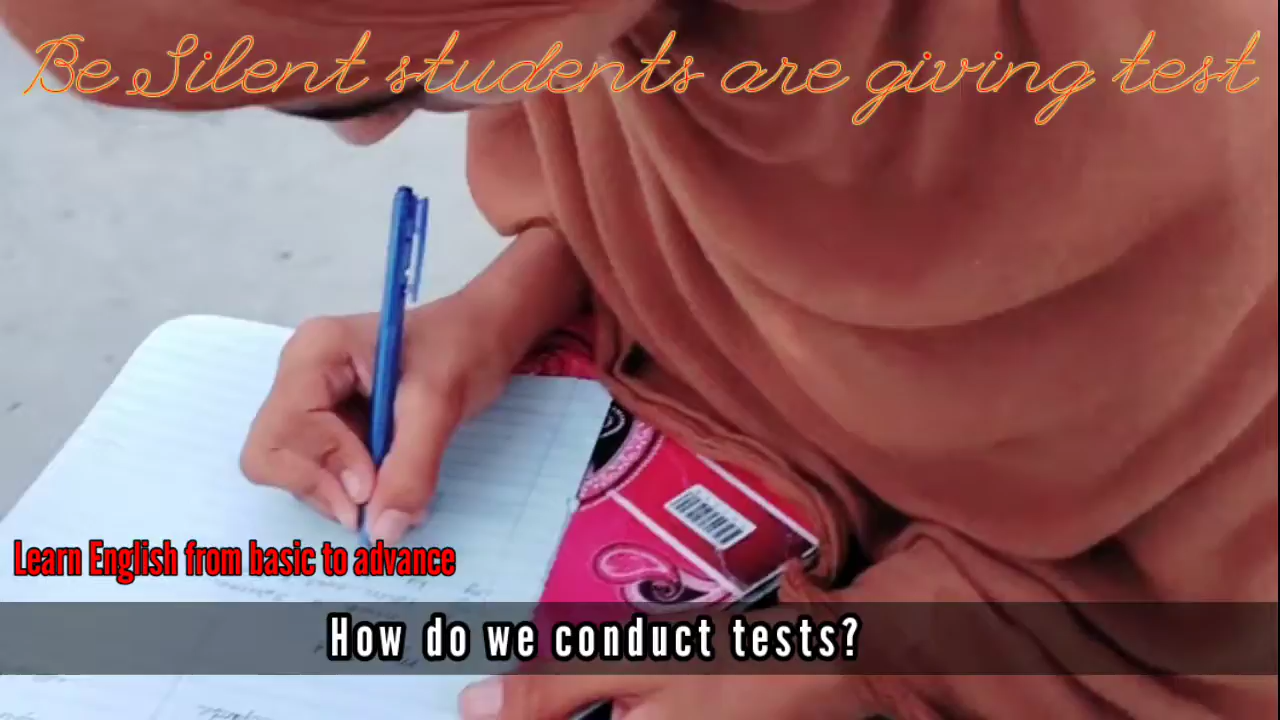 Be Silent students are giving test
Learn English from basic to advance
How do we conduct tests?